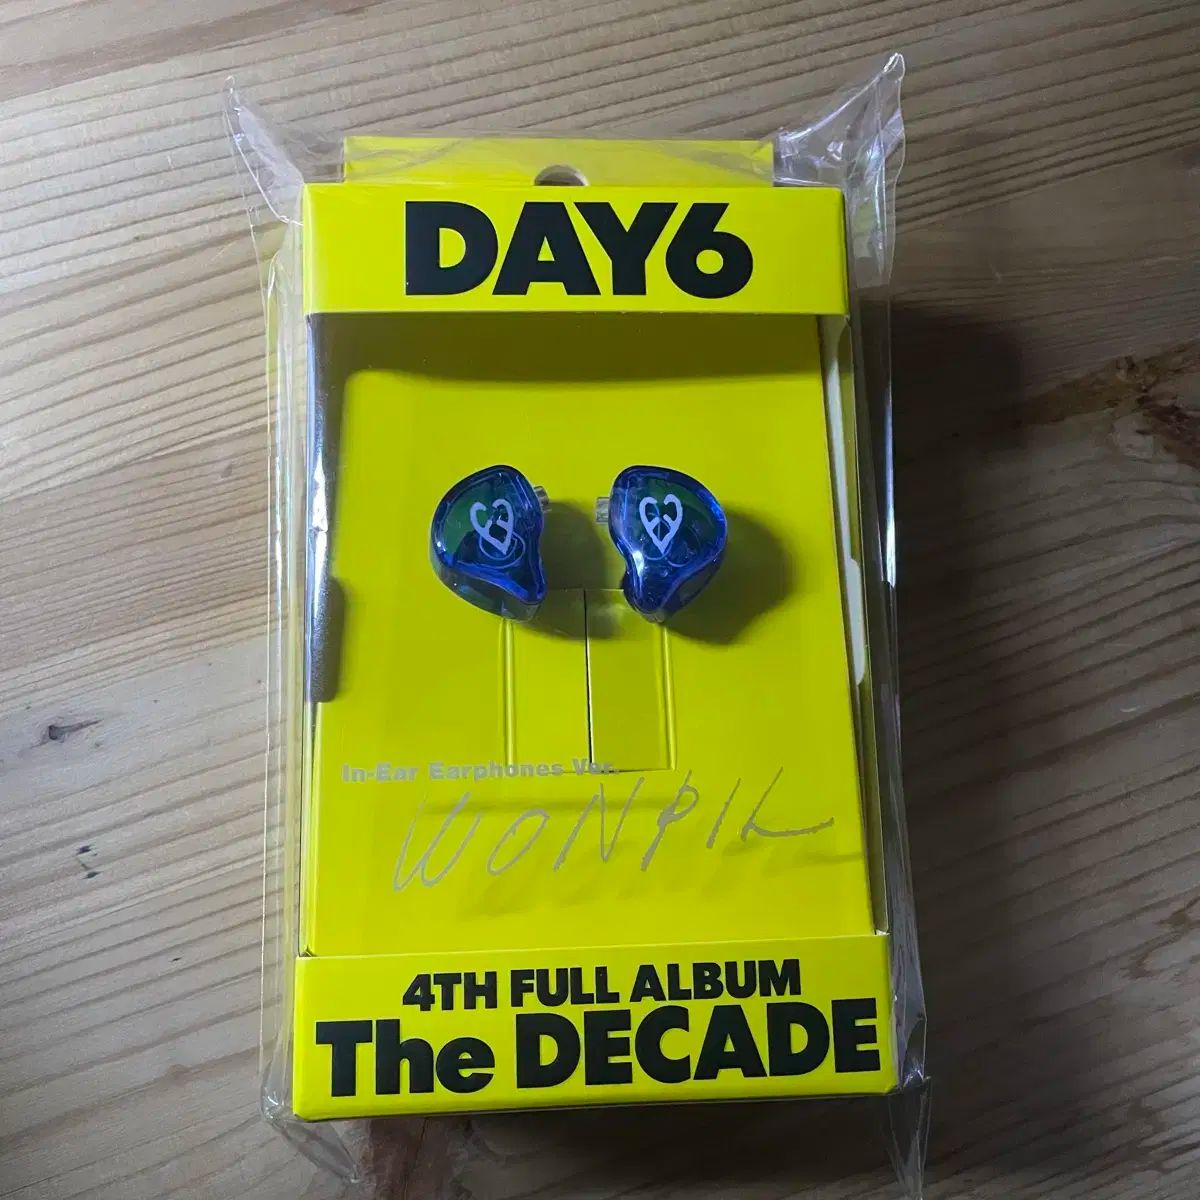 DAY6
In-Ear Earphones Ver.
WONPIL
4TH FULL ALBUM
The DECADE